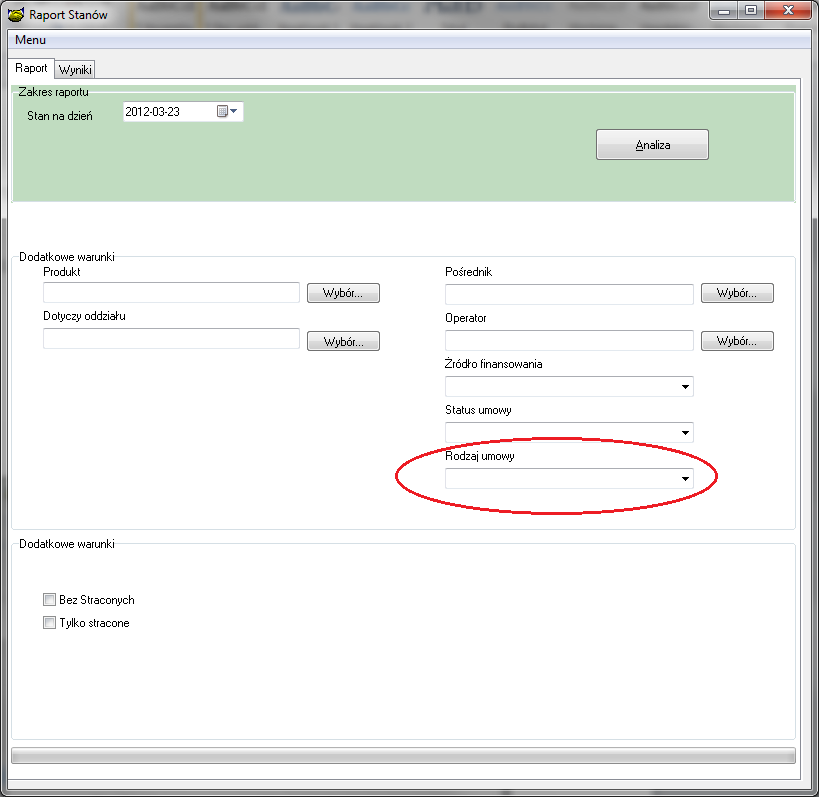 Raport Stanów
Menu
Raport Wyniki
Zakres raportu
Stan na dzień 2012-03-23
Analiza
Dodatkowe warunki
Produkt
Wybór...
Dotyczy oddziału
Wybór...
Pośrednik
Wybór...
Operator
Wybór...
Źródło finansowania
Status umowy
Rodzaj umowy
Dodatkowe warunki
Bez Straconych
Tylko stracone